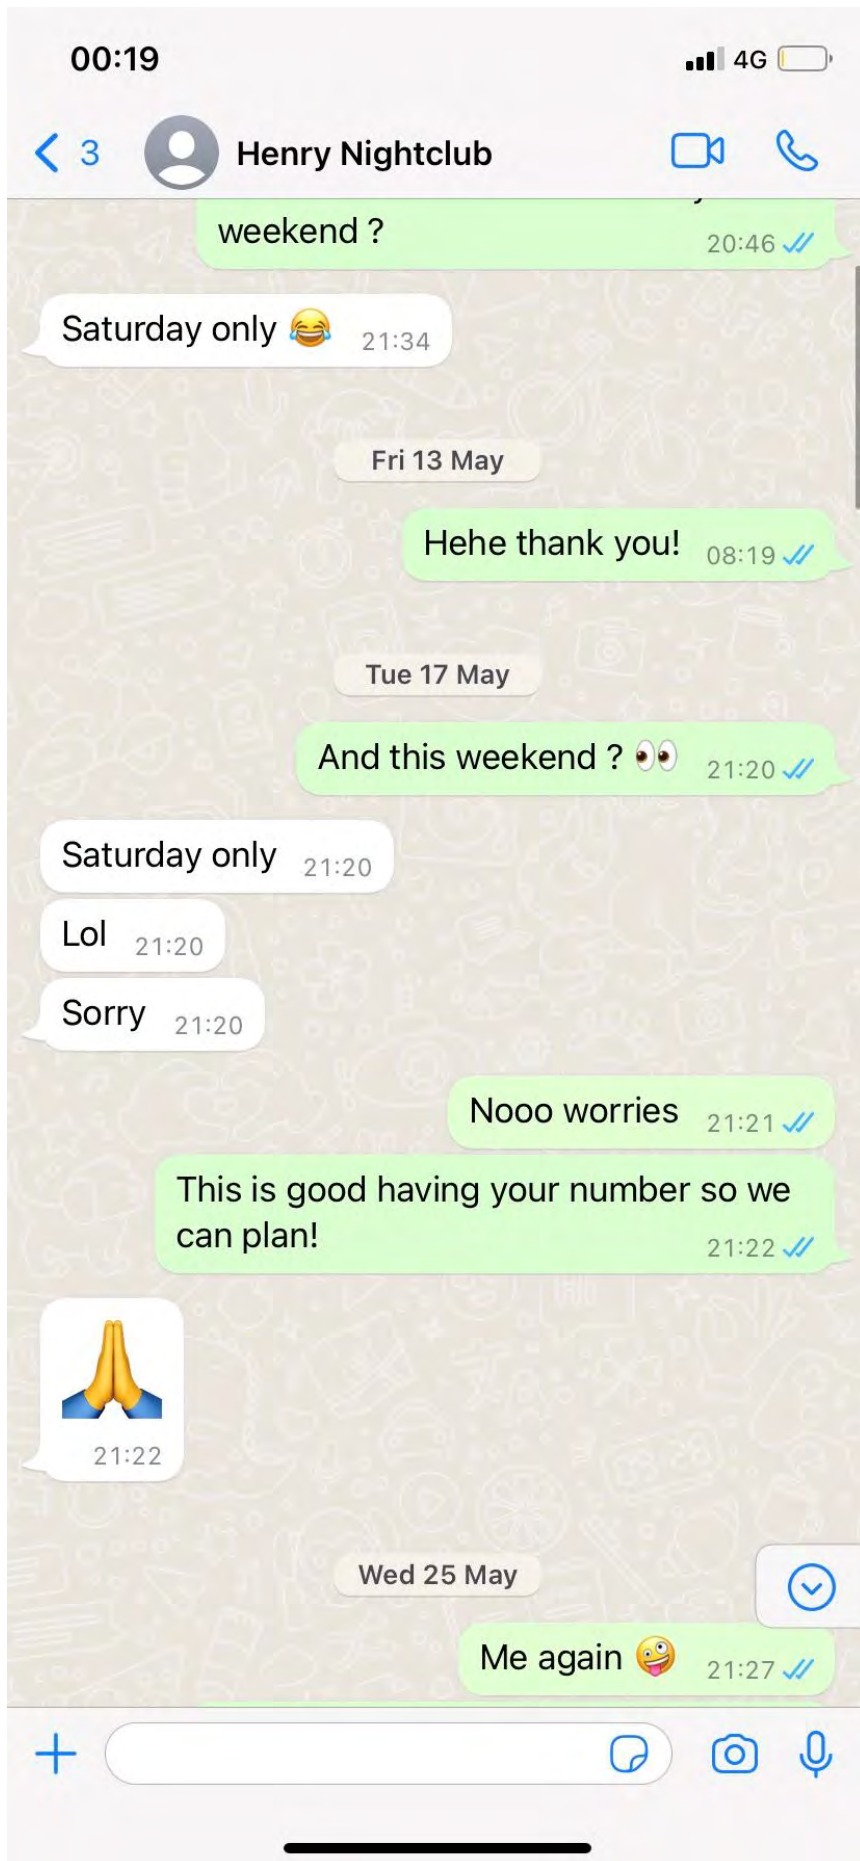 00:19
4G
3
Henry Nightclub
weekend ?
20:46
Saturday only 😂
21:34
Fri 13 May
Hehe thank you!
08:19
Tue 17 May
And this weekend ? 👀
21:20
Saturday only
21:20
Lol
21:20
Sorry
21:20
Nooo worries
21:21
This is good having your number so we
can plan!
21:22
🙏
21:22
Wed 25 May
Me again 🤪
21:27